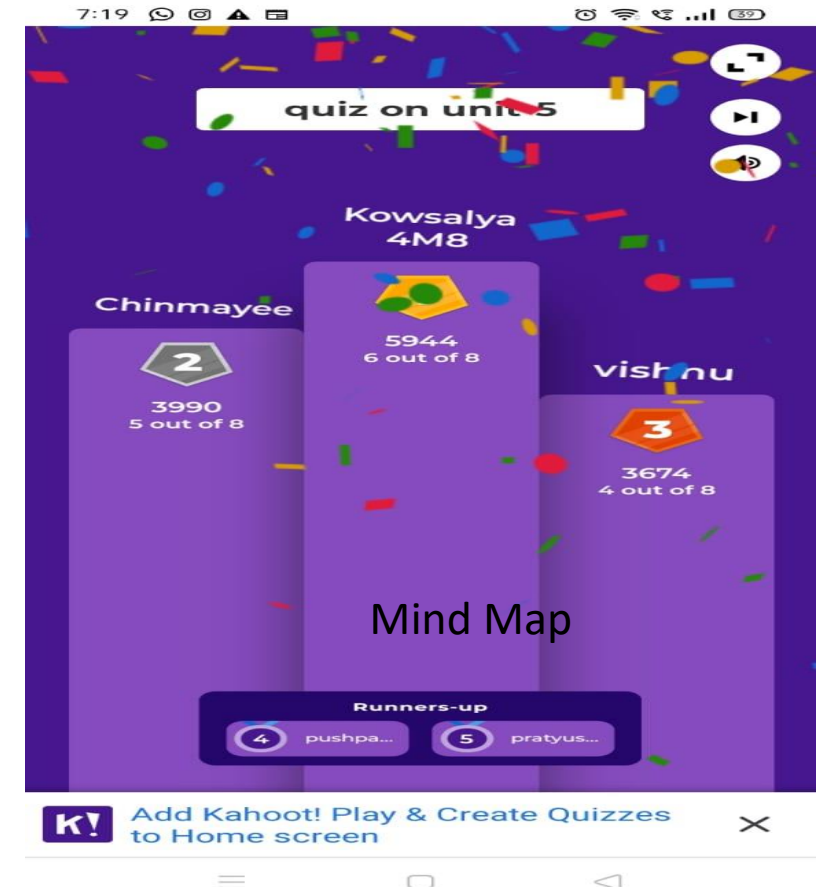 7:19
39
quiz on unit 5
Kowsalya
4M8
Chinmayee
5944
6 out of 8
2
3990
5 out of 8
vishnu
3
3674
4 out of 8
Mind Map
Runners-up
4 pushpa... 5 pratyus...
K! Add Kahoot! Play & Create Quizzes
to Home screen